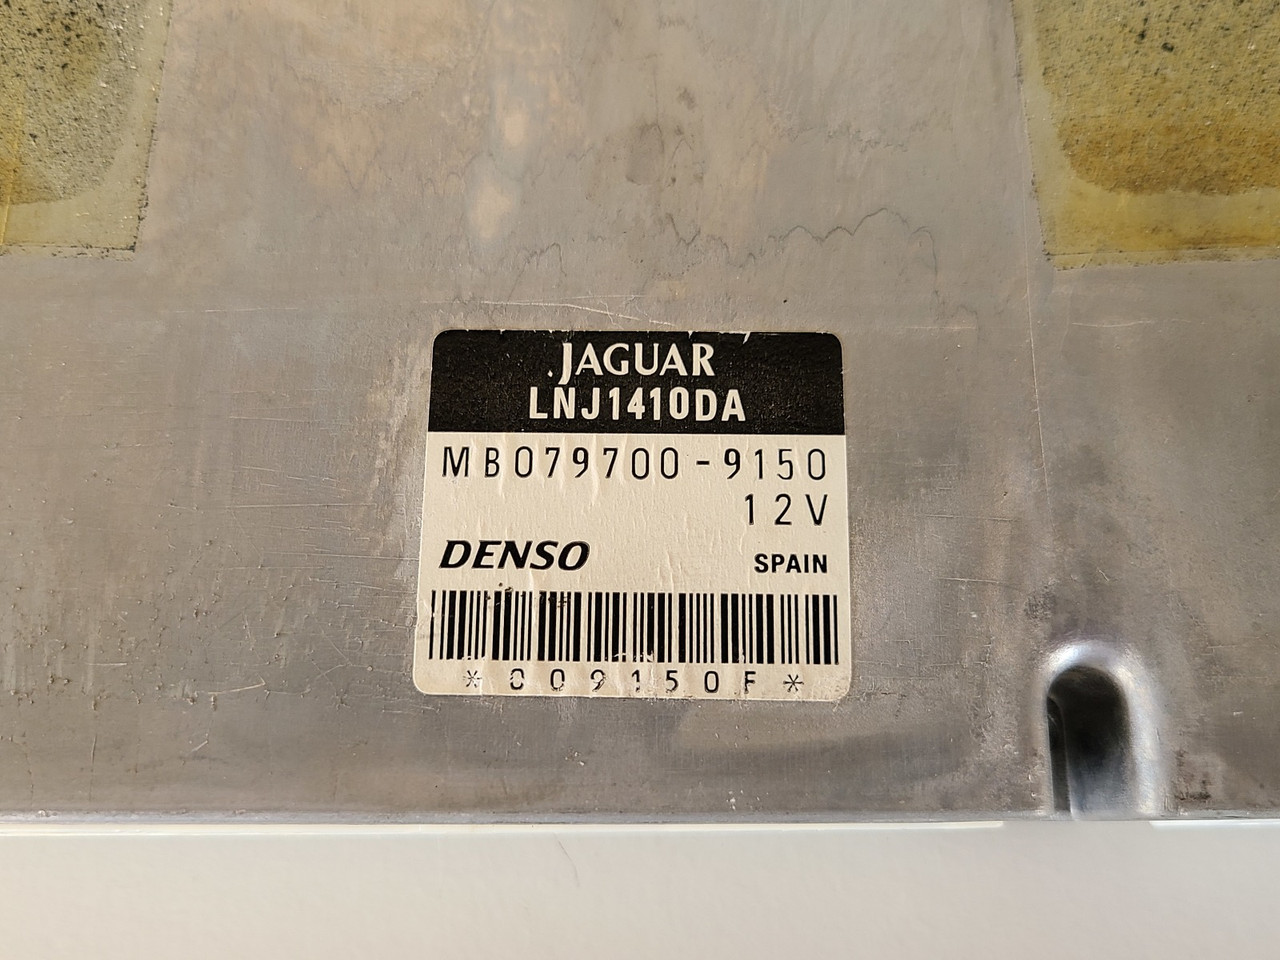 JAGUAR
LNJ1410DA
MB079700-9150
12V
DENSO
SPAIN
*009150F*